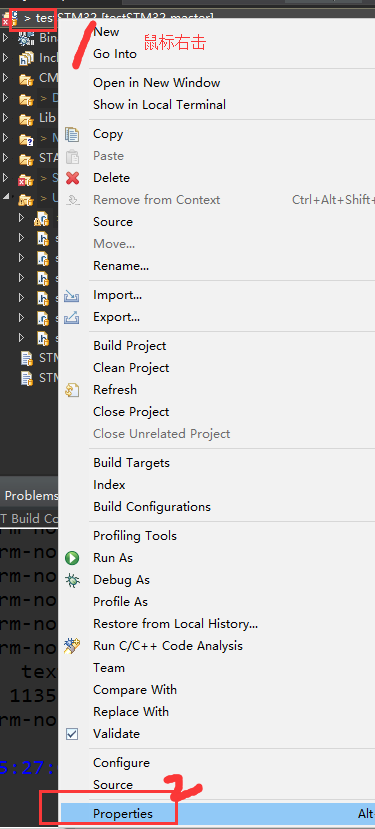 > testSTM32 [testSTM32 master]
Bin
New
鼠标右击
Inclu
Go Into
CM
Open in New Window
> D
Show in Local Terminal
Lib
Copy
Paste
STA
Delete
> S
Remove from Context Ctrl+Alt+Shift+
> U
Source
Move...
Rename...
Import...
Export...
Build Project
STM
Clean Project
STM
Refresh
Close Project
Close Unrelated Project
Build Targets
Index
Problems
Build Configurations
T Build Co
Profiling Tools
rm-no
Run As
rm-no
Debug As
rm-no
Profile As
rm-no
Restore from Local History...
rm-no
Run C/C++ Code Analysis
tex
Team
1135
Compare With
rm-no
Replace With
Validate
5:27:
Configure
Source
2
Properties Alt